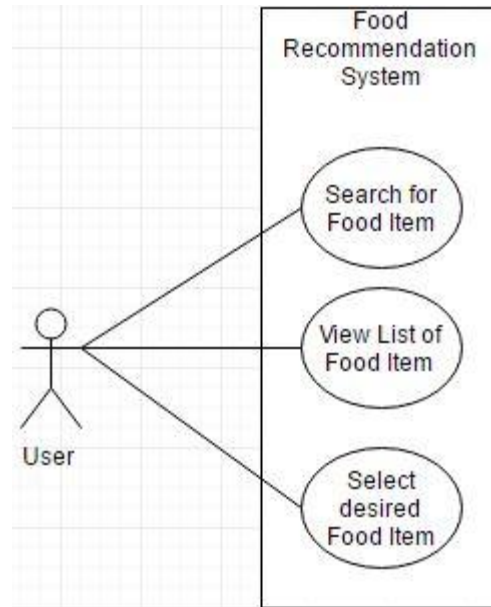 Food
Recommendation
System
Search for
Food Item
View List of
Food Item
User
Select
desired
Food Item